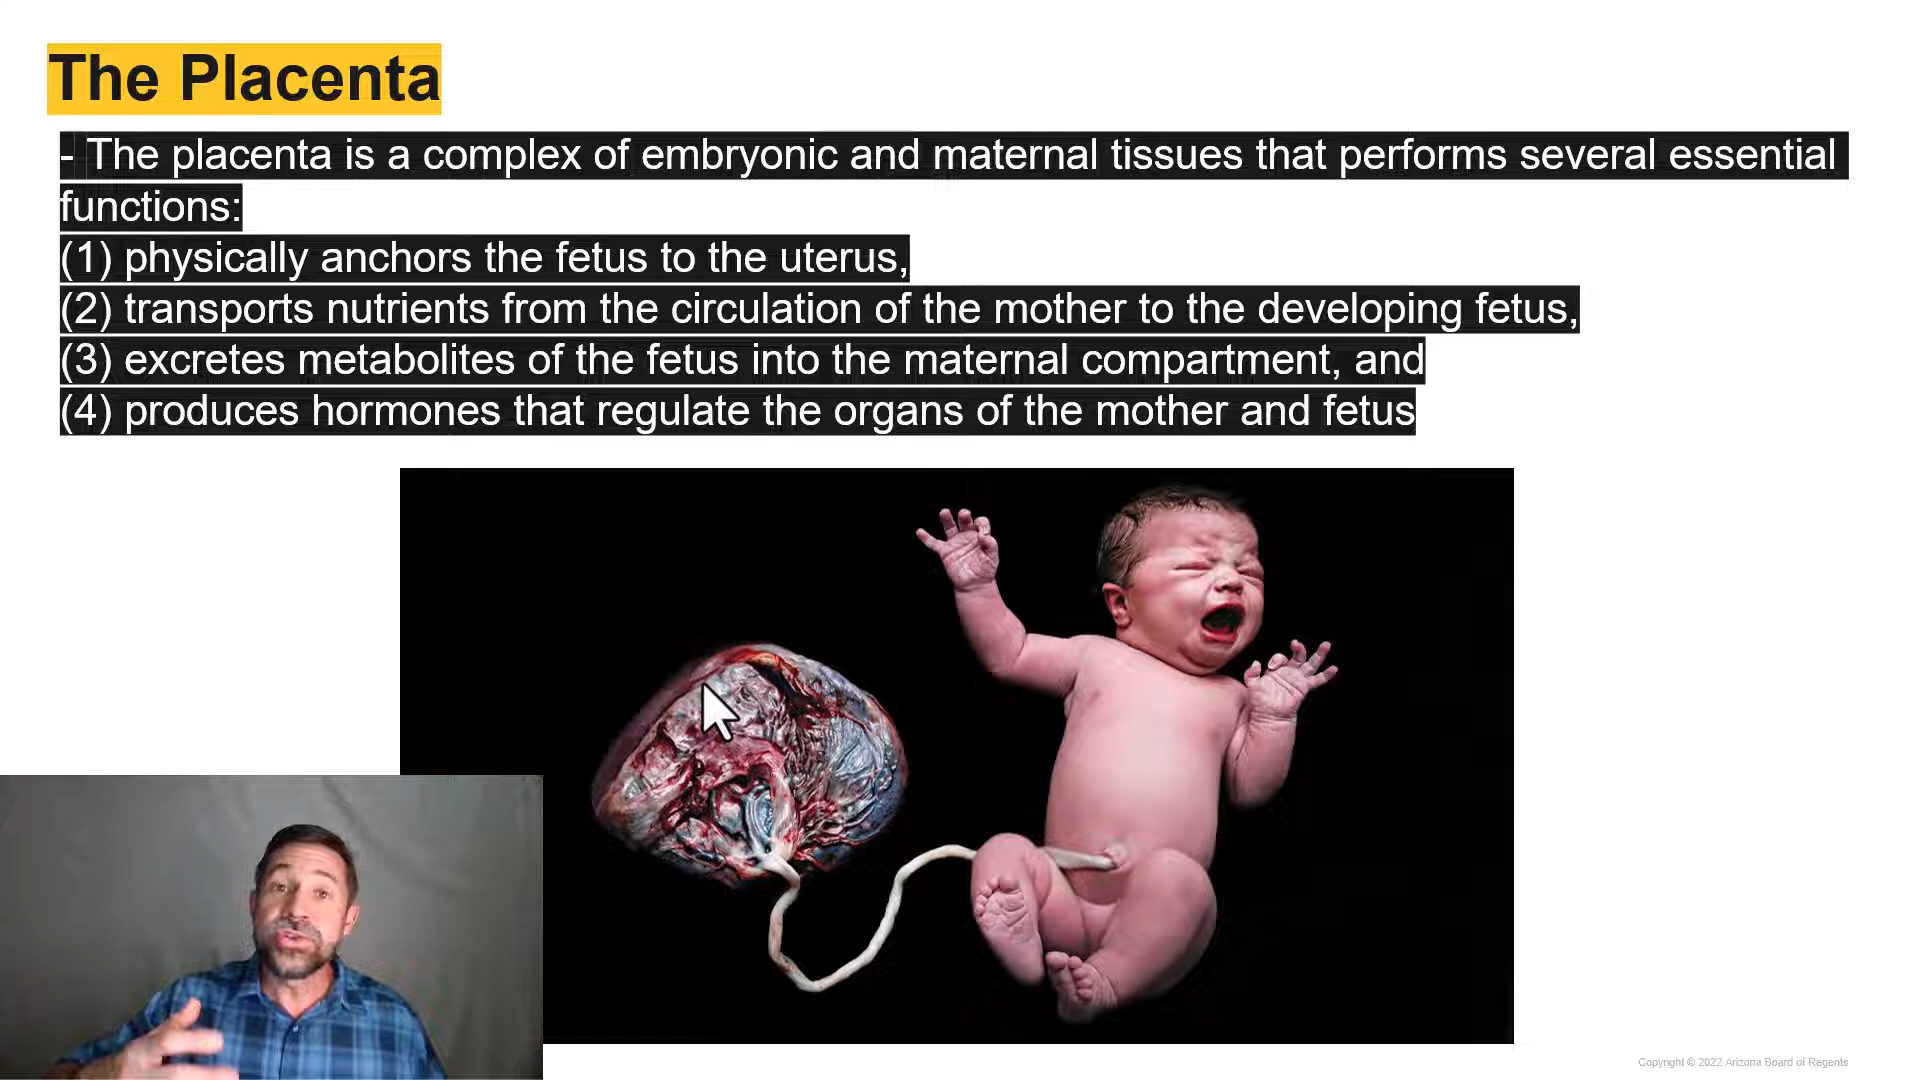 The Placenta
- The placenta is a complex of embryonic and maternal tissues that performs several essential
functions:
(1) physically anchors the fetus to the uterus,
(2) transports nutrients from the circulation of the mother to the developing fetus,
(3) excretes metabolites of the fetus into the maternal compartment, and
(4) produces hormones that regulate the organs of the mother and fetus
Copyright © 2022 Arizona Board of Regents